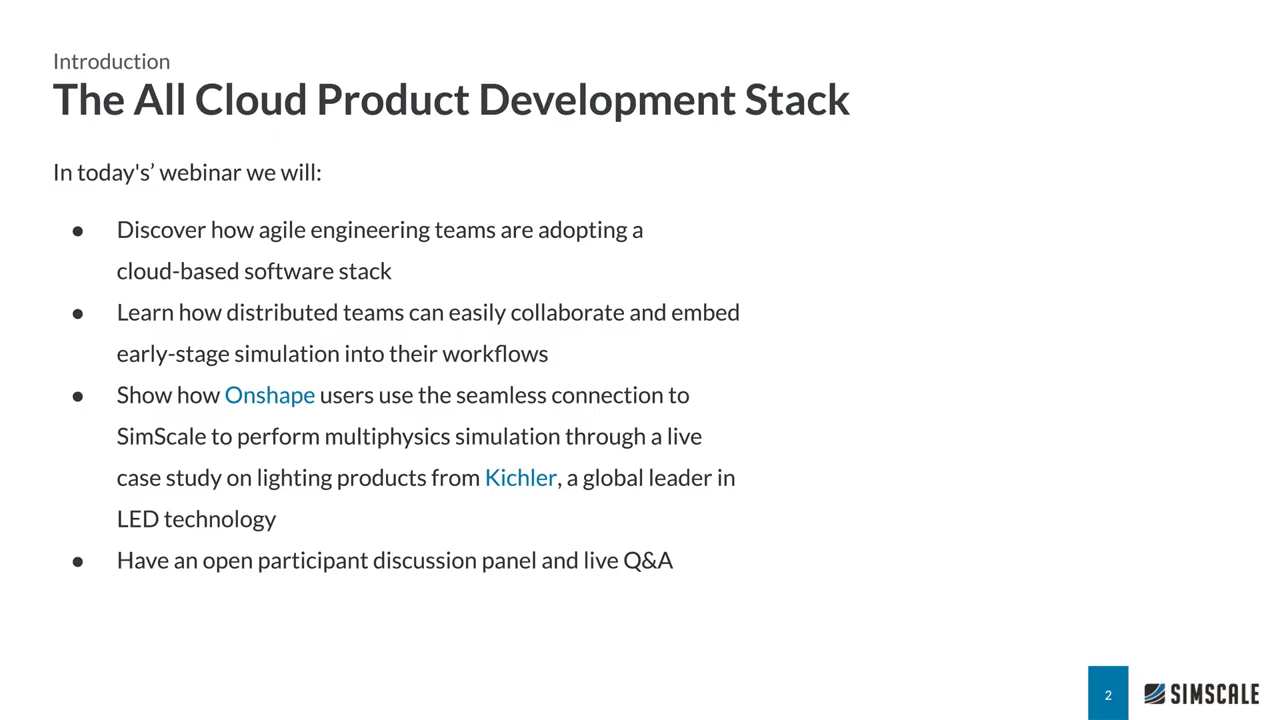 Introduction
The All Cloud Product Development Stack
In today's’ webinar we will:
● Discover how agile engineering teams are adopting a
cloud-based software stack
● Learn how distributed teams can easily collaborate and embed
early-stage simulation into their workflows
● Show how Onshape users use the seamless connection to
SimScale to perform multiphysics simulation through a live
case study on lighting products from Kichler, a global leader in
LED technology
● Have an open participant discussion panel and live Q&A
2
SIMSCALE